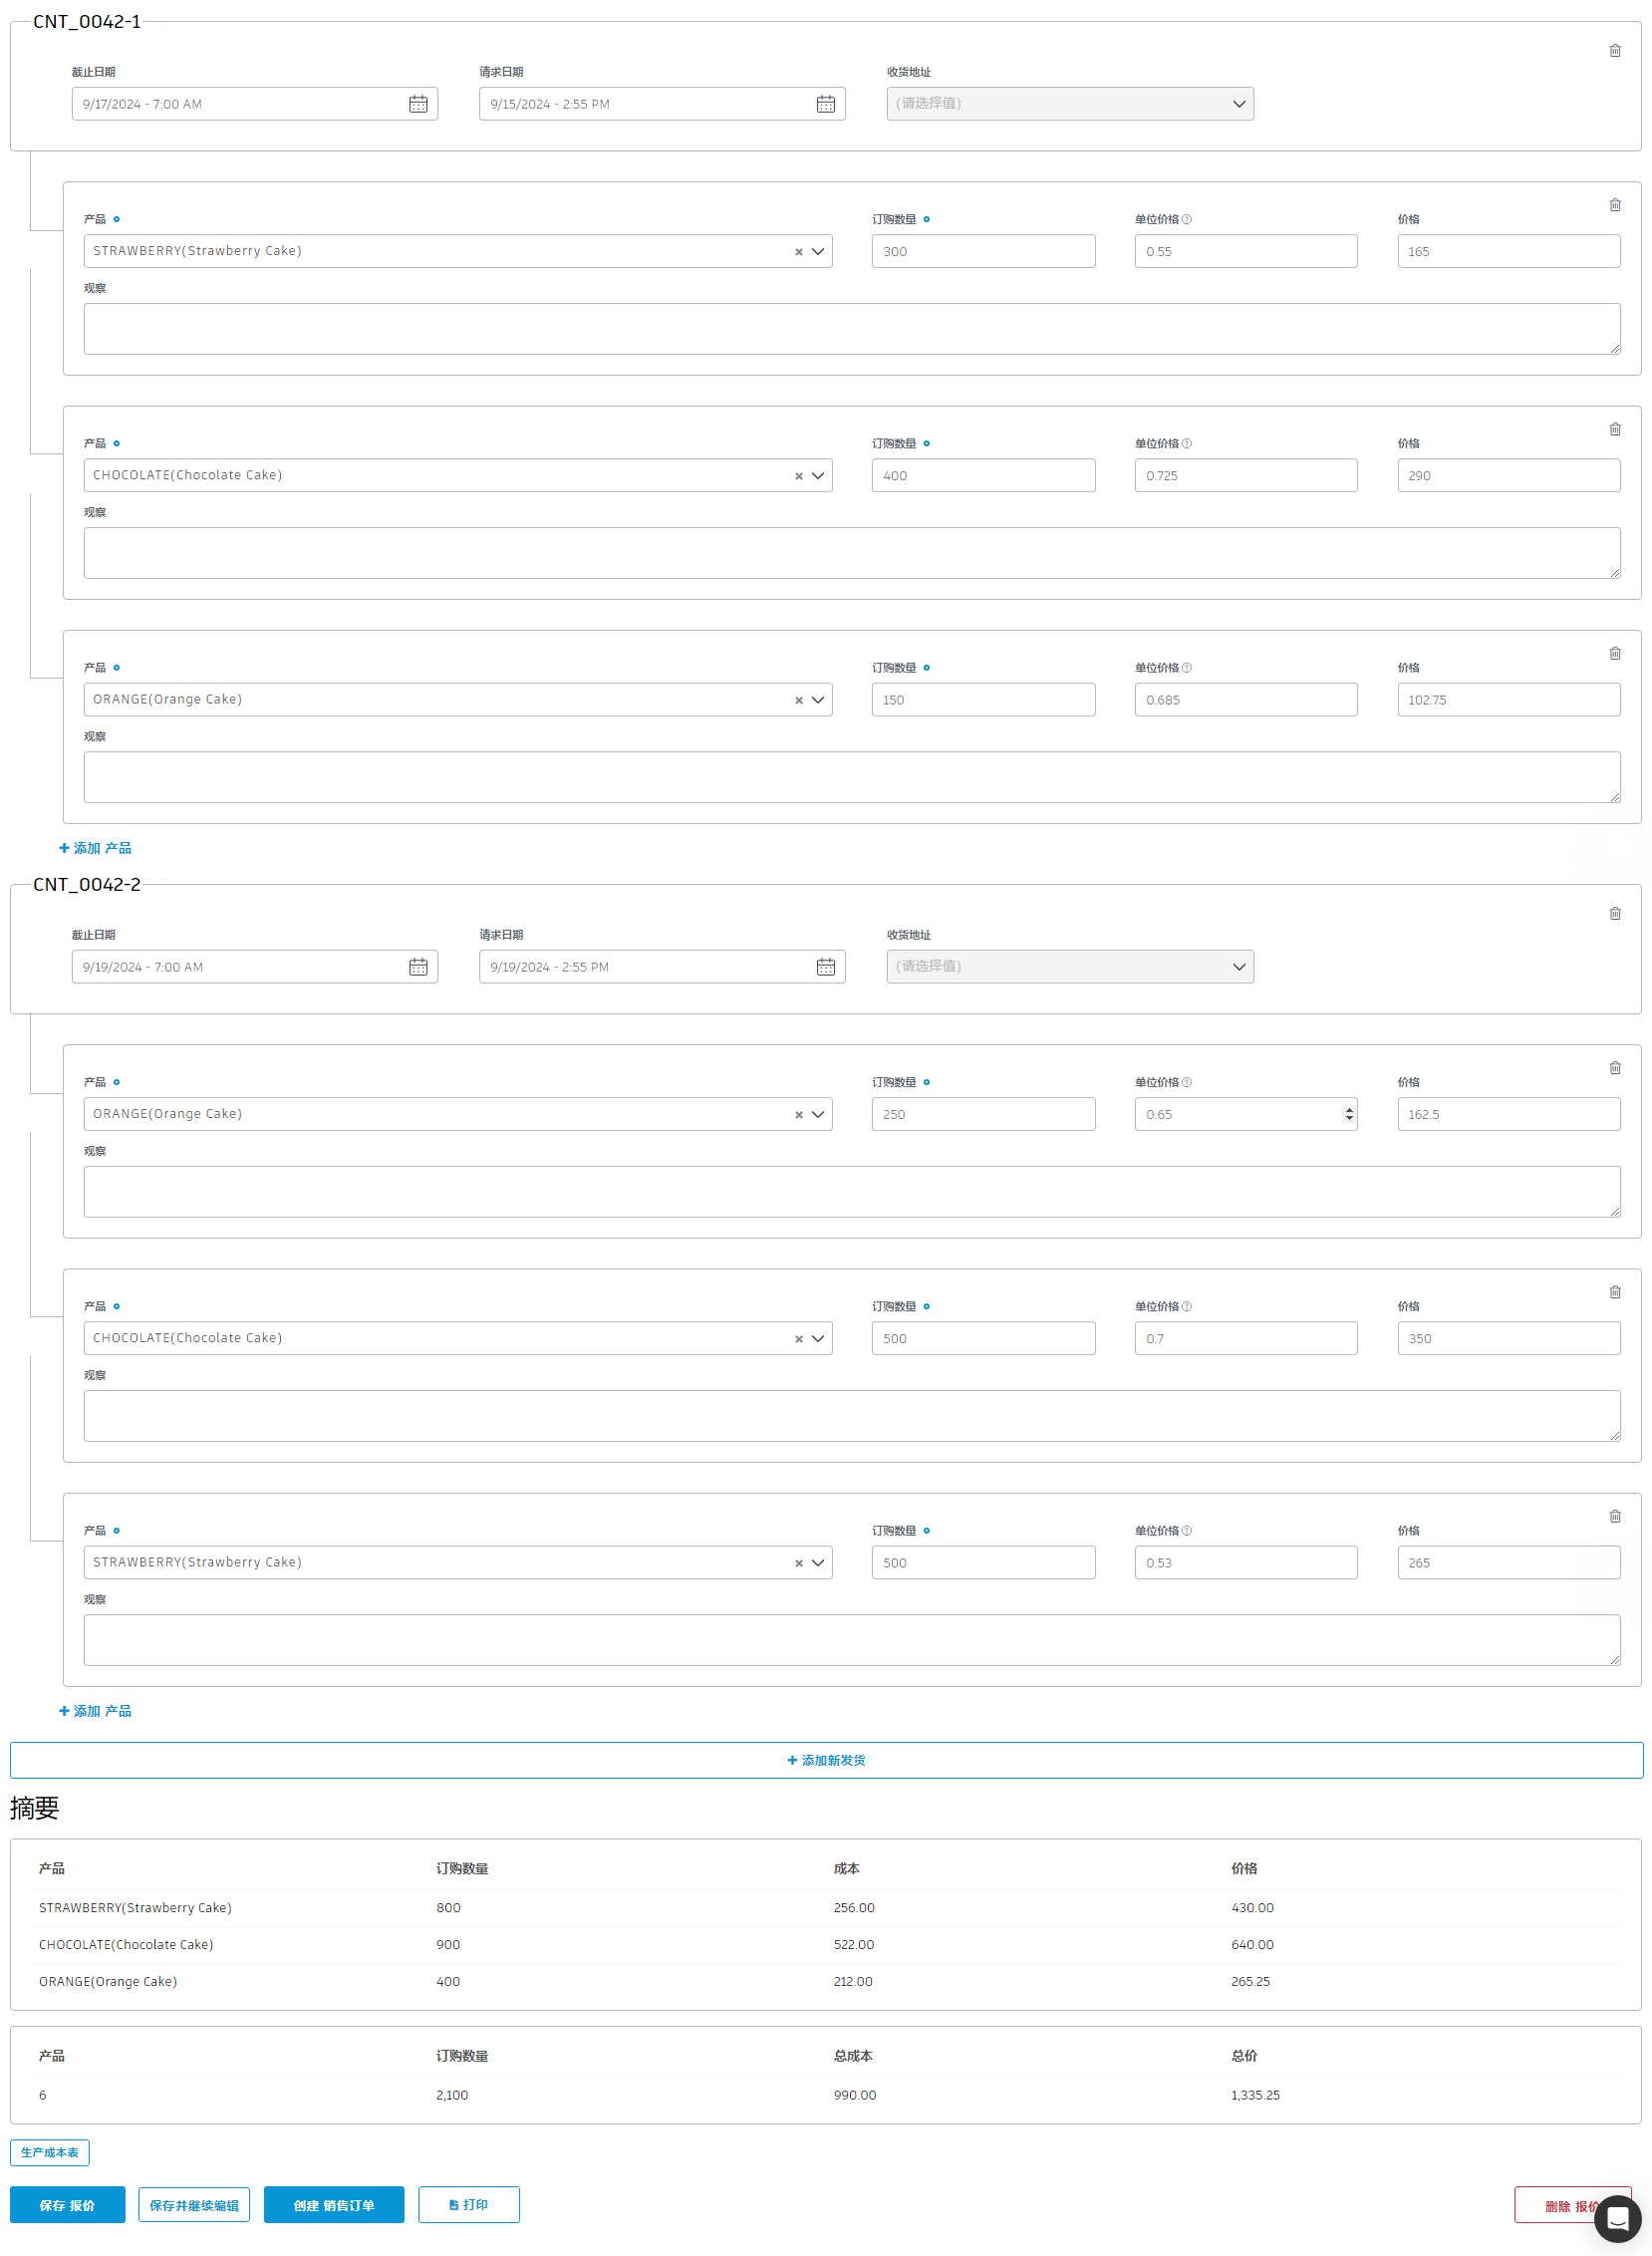 CNT_0042-1
截止日期 请求日期 收货地址
9/17/2024 - 7:00 AM 9/15/2024 - 2:55 PM (请选择值)
产品 订购数量 单位价格 价格
STRAWBERRY(Strawberry Cake) 300 0.55 165
观察
产品 订购数量 单位价格 价格
CHOCOLATE(Chocolate Cake) 400 0.725 290
观察
产品 订购数量 单位价格 价格
ORANGE(Orange Cake) 150 0.685 102.75
观察
+ 添加 产品
CNT_0042-2
截止日期 请求日期 收货地址
9/19/2024 - 7:00 AM 9/19/2024 - 2:55 PM (请选择值)
产品 订购数量 单位价格 价格
ORANGE(Orange Cake) 250 0.65 162.5
观察
产品 订购数量 单位价格 价格
CHOCOLATE(Chocolate Cake) 500 0.7 350
观察
产品 订购数量 单位价格 价格
STRAWBERRY(Strawberry Cake) 500 0.53 265
观察
+ 添加 产品
+ 添加新发货
摘要
产品 订购数量 成本 价格
STRAWBERRY(Strawberry Cake) 800 256.00 430.00
CHOCOLATE(Chocolate Cake) 900 522.00 640.00
ORANGE(Orange Cake) 400 212.00 265.25
产品 订购数量 总成本 总价
6 2,100 990.00 1,335.25
生产成本表
保存 报价 保存并继续编辑 创建 销售订单 打印 删除 报价